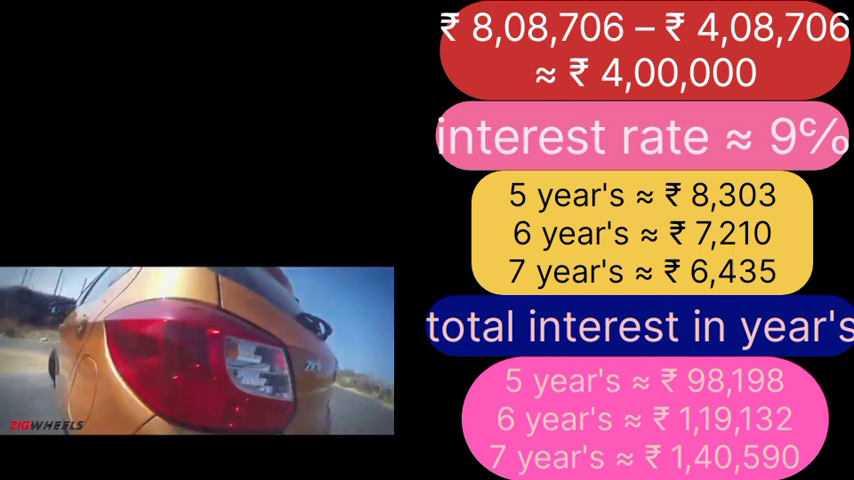 ₹ 8,08,706 – ₹ 4,08,706
≈ ₹ 4,00,000
interest rate ≈ 9℅
5 year's ≈ ₹ 8,303
6 year's ≈ ₹ 7,210
7 year's ≈ ₹ 6,435
total interest in year's
5 year's ≈ ₹ 98,198
6 year's ≈ ₹ 1,19,132
7 year's ≈ ₹ 1,40,590
ZIGWHEELS